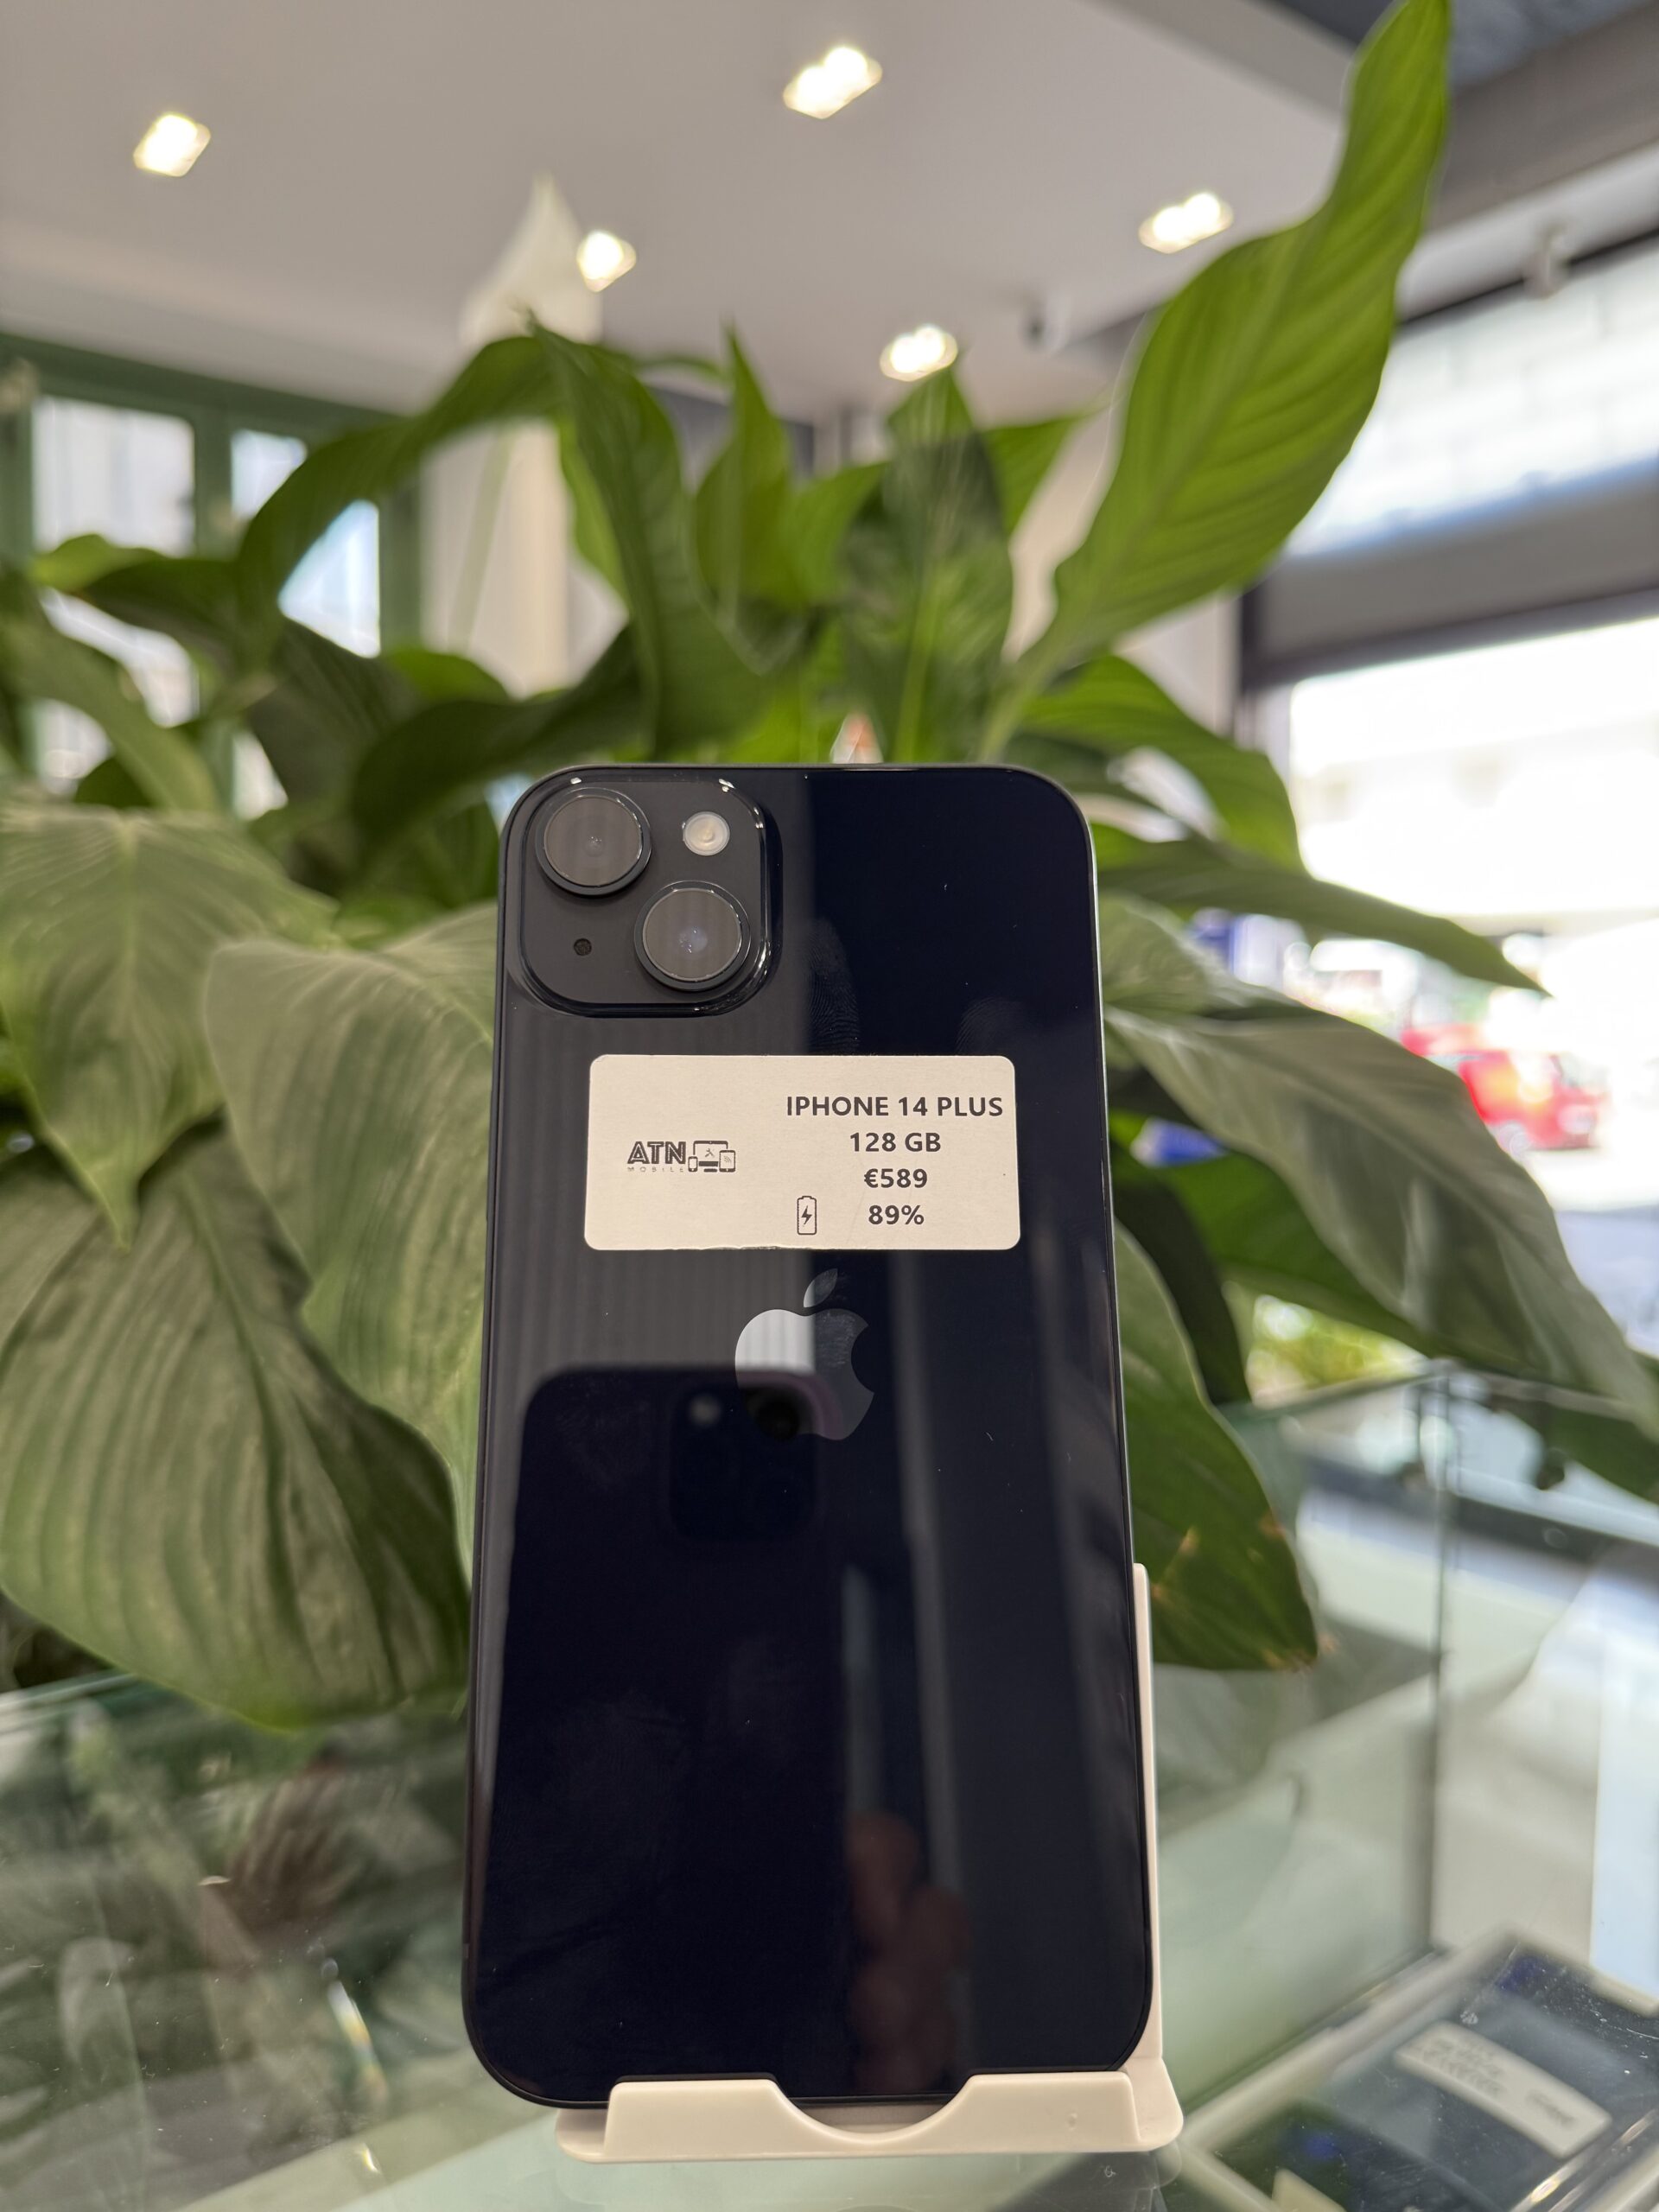 IPHONE 14 PLUS
128 GB
€589
89%
ATN
MOBILE